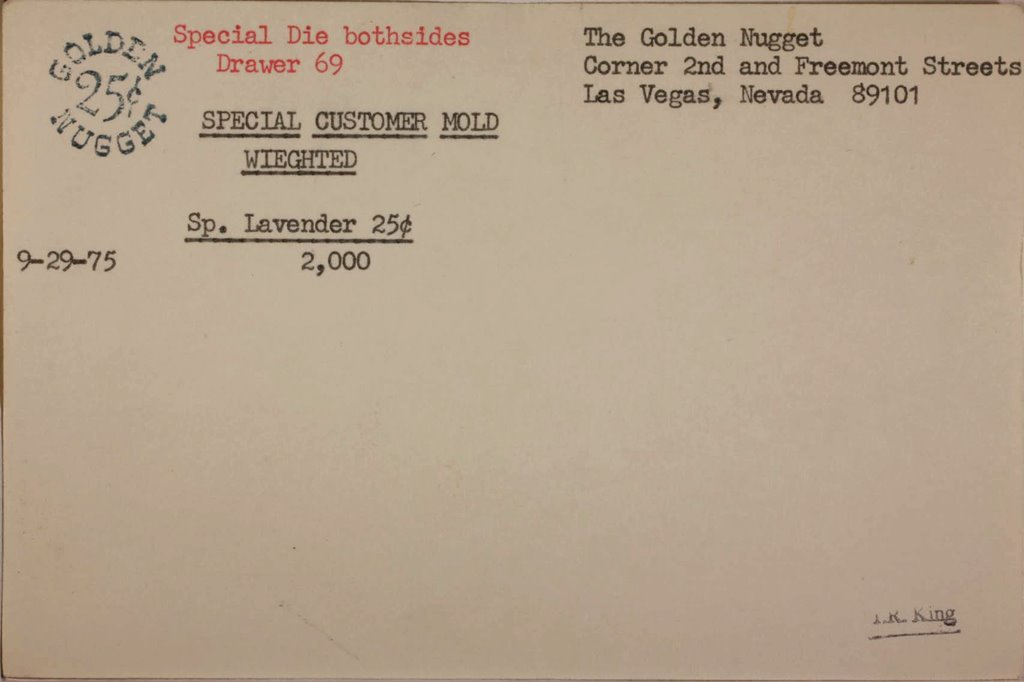 GOLDEN
25¢
NUGGET
Special Die bothsides
Drawer 69
SPECIAL CUSTOMER MOLD
WIEGHTED
Sp. Lavender 25¢
9-29-75 2,000
The Golden Nugget
Corner 2nd and Freemont Streets
Las Vegas, Nevada 89101
T.R. King